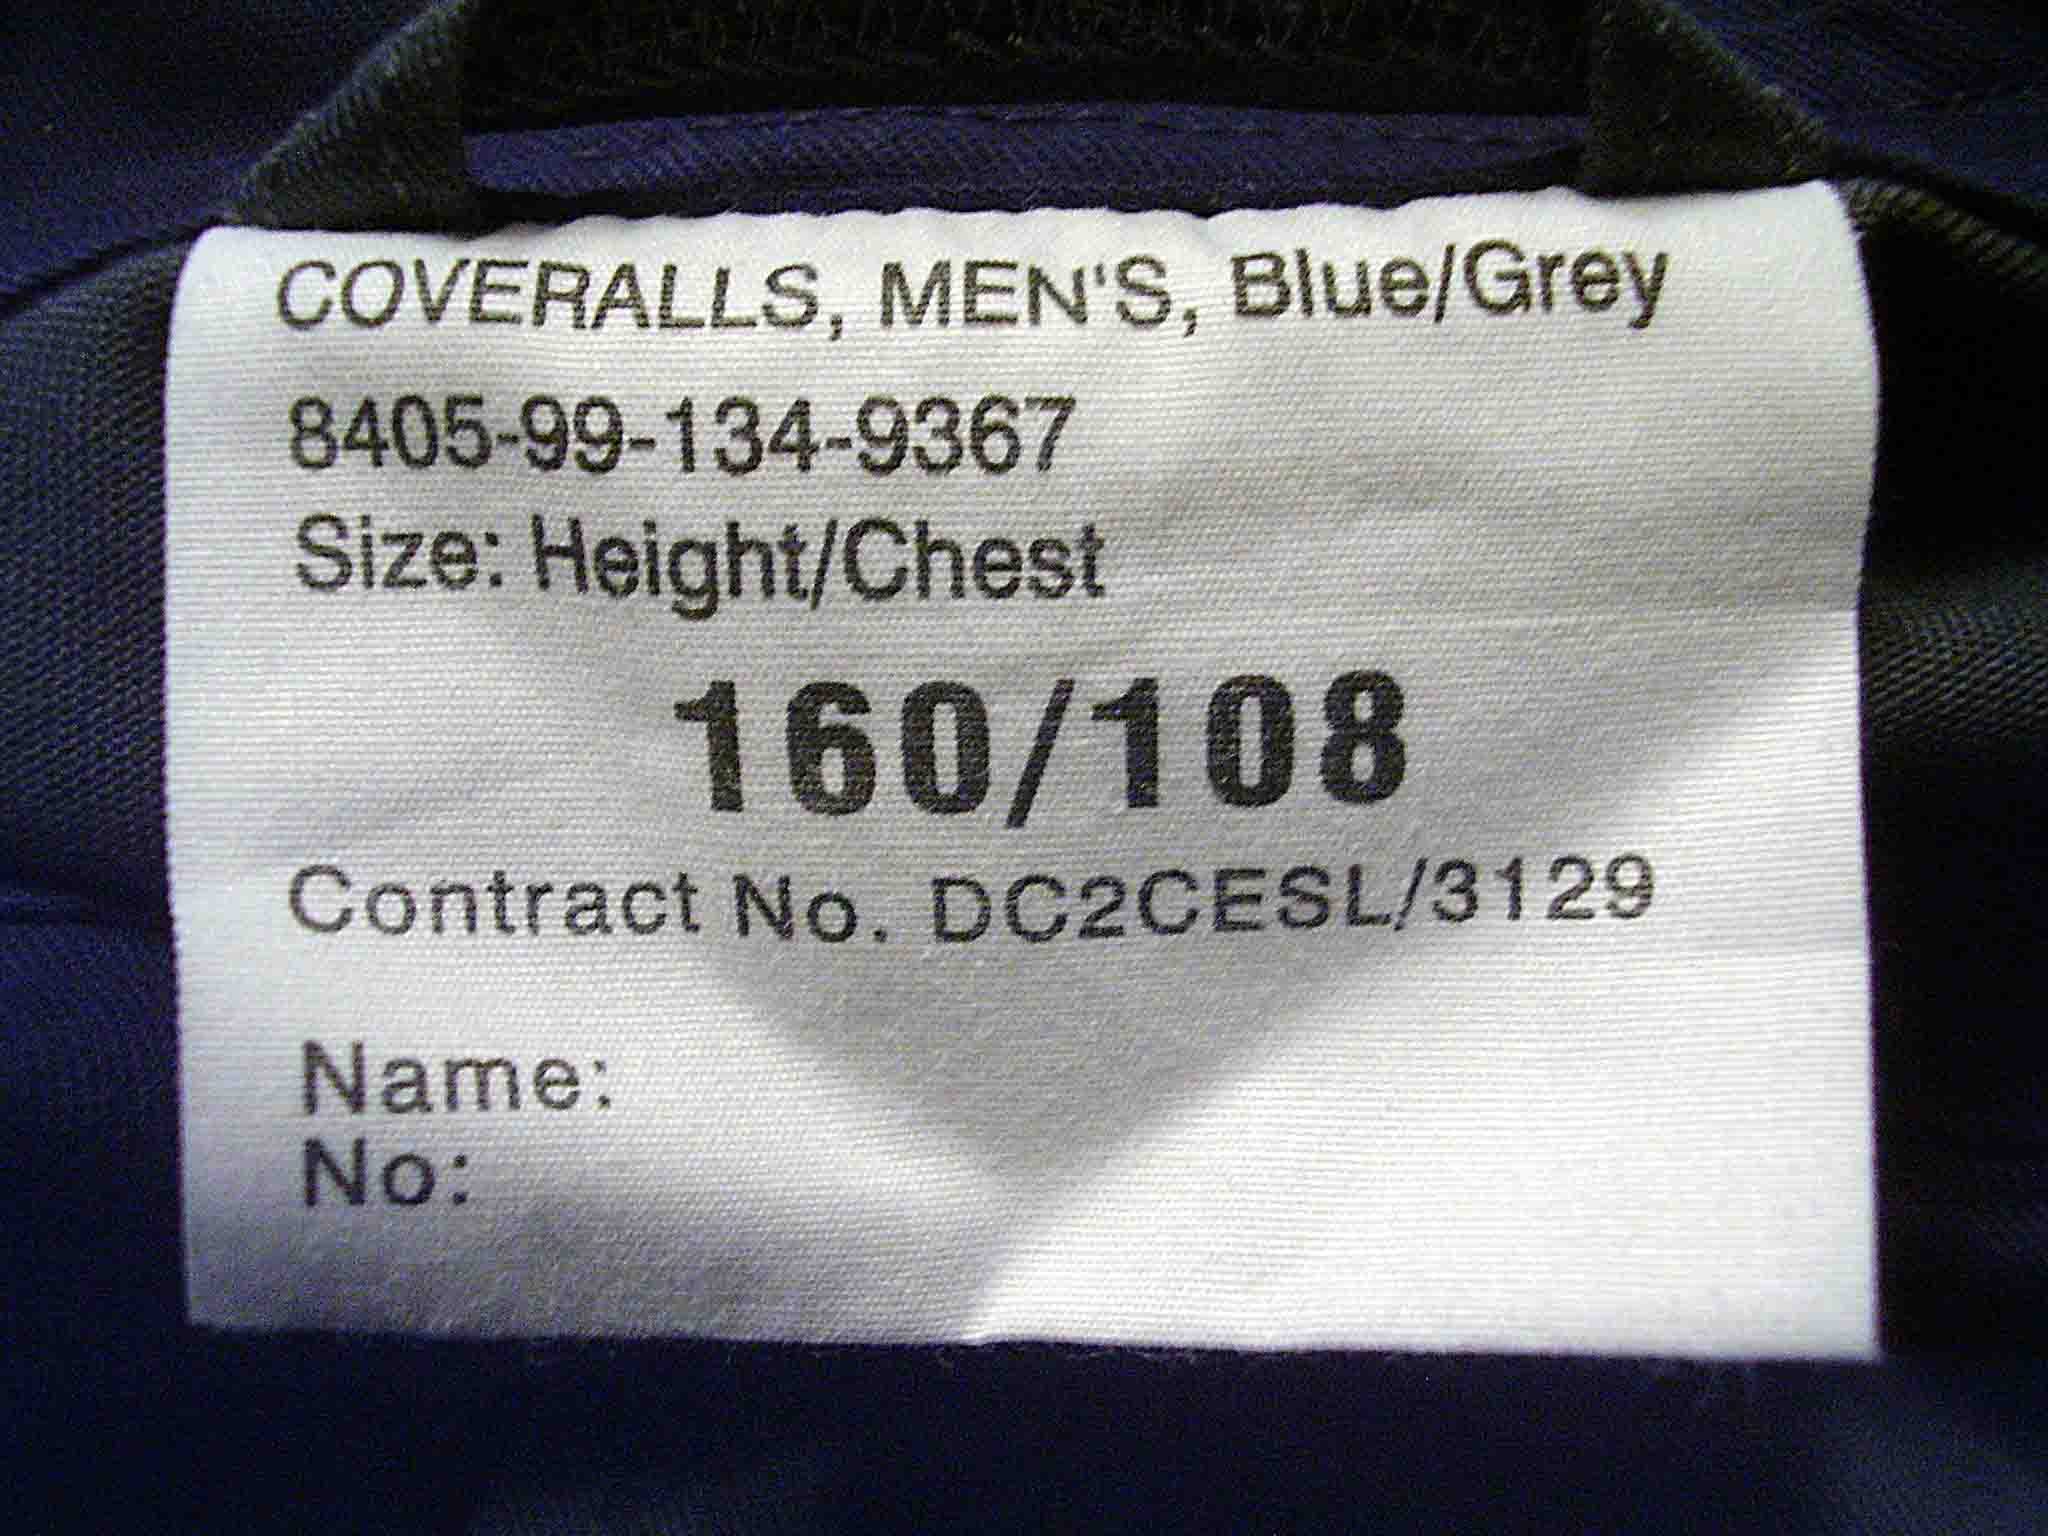 COVERALLS, MEN'S, Blue/Grey
8405-99-134-9367
Size: Height/Chest
160/108
Contract No. DC2CESL/3129
Name:
No: